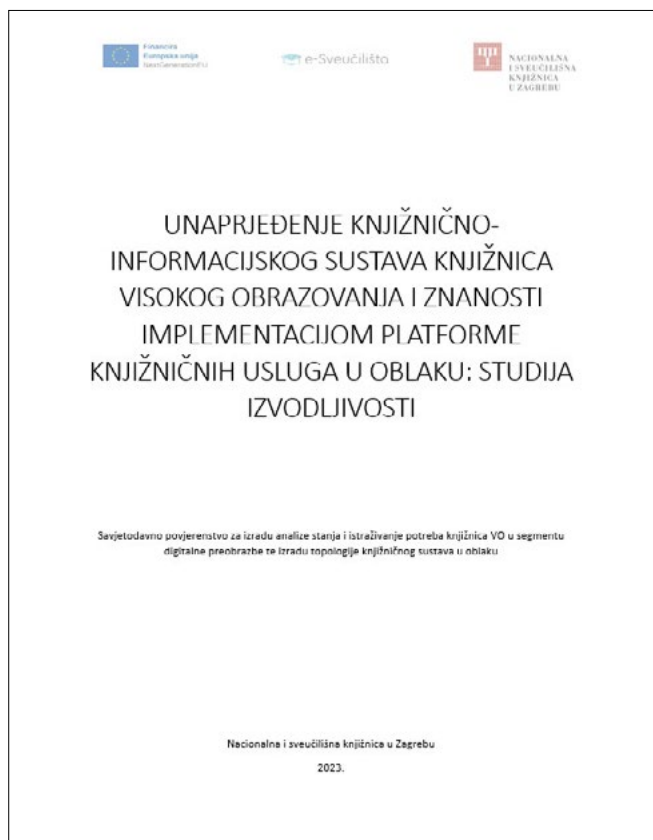 Financira
Europska unija
NextGenerationEU
e-Sveučilište
NACIONALNA
I SVEUČILIŠNA
KNJIŽNICA
U ZAGREBU
UNAPRJEĐENJE KNJIŽNIČNO-
INFORMACIJSKOG SUSTAVA KNJIŽNICA
VISOKOG OBRAZOVANJA I ZNANOSTI
IMPLEMENTACIJOM PLATFORME
KNJIŽNIČNIH USLUGA U OBLAKU: STUDIJA
IZVODLJIVOSTI
Savjetodavno povjerenstvo za izradu analize stanja i istraživanje potreba knjižnica VO u segmentu
digitalne preobrazbe te izradu topologije knjižničnog sustava u oblaku
Nacionalna i sveučilišna knjižnica u Zagrebu
2023.